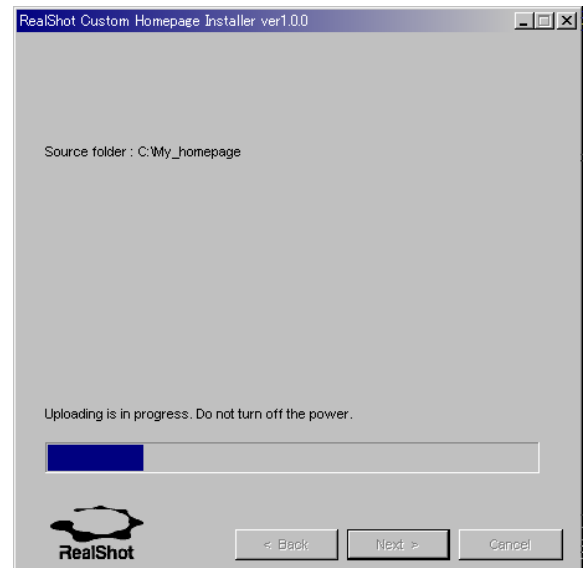 RealShot Custom Homepage Installer ver1.0.0
Source folder : C:\My_homepage
Uploading is in progress. Do not turn off the power.
RealShot
< Back Next > Cancel